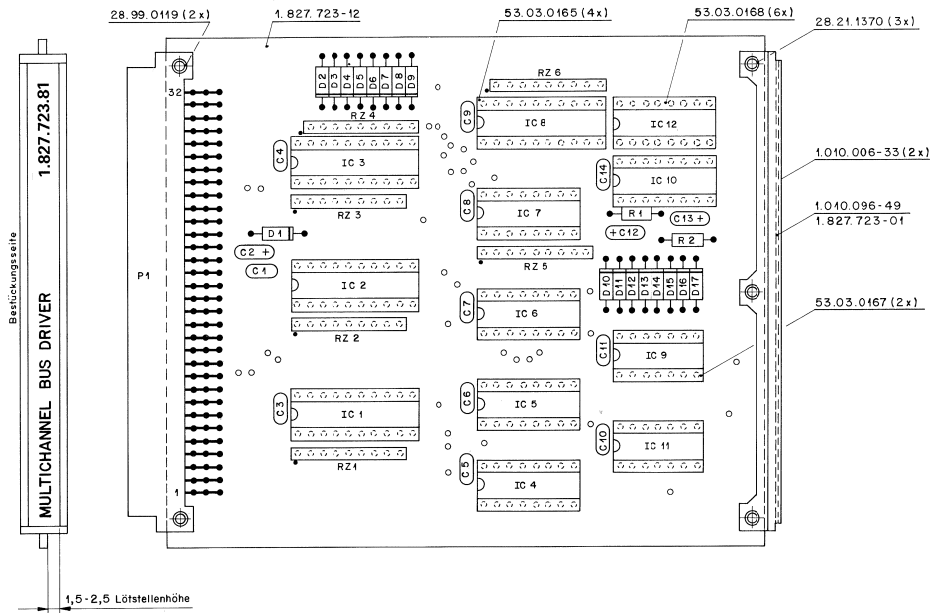 28.99.0119 (2x)
1.827.723-12
53.03.0165 (4x)
53.03.0168 (6x)
28.21.1370 (3x)
1.010.006-33 (2x)
1.010.096-49
1.827.723-01
53.03.0167 (2x)
Bestückungsseite
MULTICHANNEL BUS DRIVER 1.827.723.81
1,5-2,5 Lötstellenhöhe
P1
32
1
D2
D3
D4
D5
D6
D7
D8
D9
RZ 4
C4
IC 3
RZ 3
D1
C2 +
C1
IC 2
RZ 2
C3
IC 1
RZ1
RZ 6
C9
IC 8
C8
IC 7
RZ 5
C7
IC 6
C6
IC 5
C5
IC 4
IC 12
C14
IC 10
R1
C13 +
+C12
R2
D10
D11
D12
D13
D14
D15
D16
D17
C11
IC 9
C10
IC 11